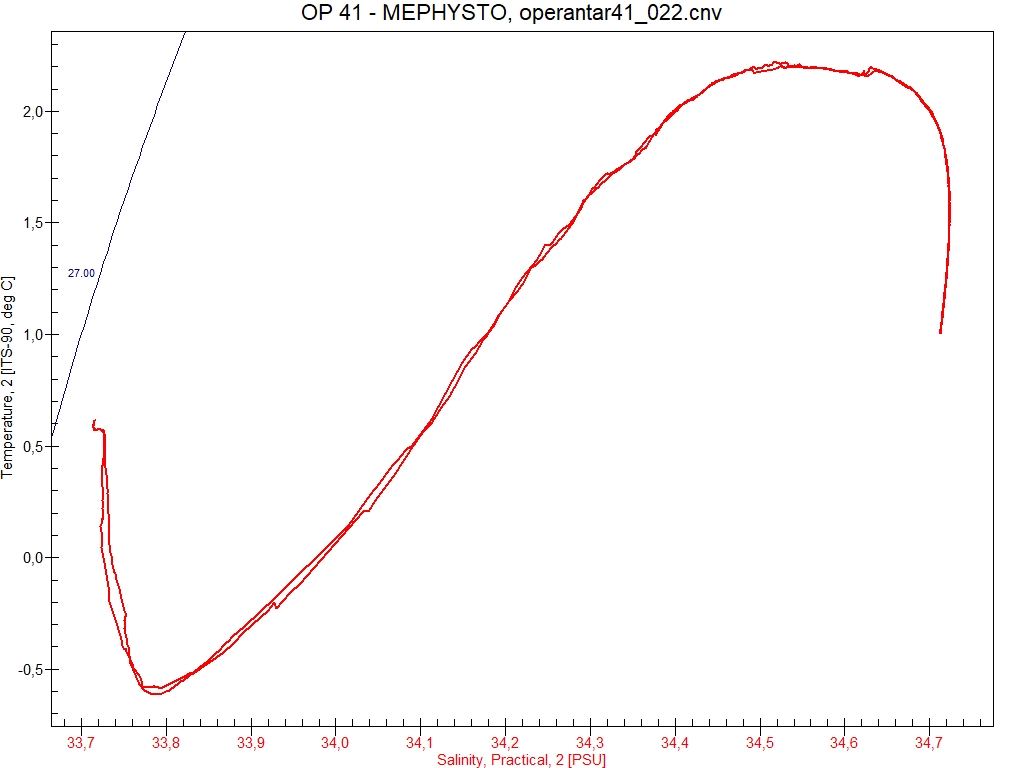 OP 41 - MEPHYSTO, operantar41_022.cnv
2,0
1,5
27.00
1,0
0,5
0,0
-0,5
Temperature, 2 [ITS-90, deg C]
33,7 33,8 33,9 34,0 34,1 34,2 34,3 34,4 34,5 34,6 34,7
Salinity, Practical, 2 [PSU]